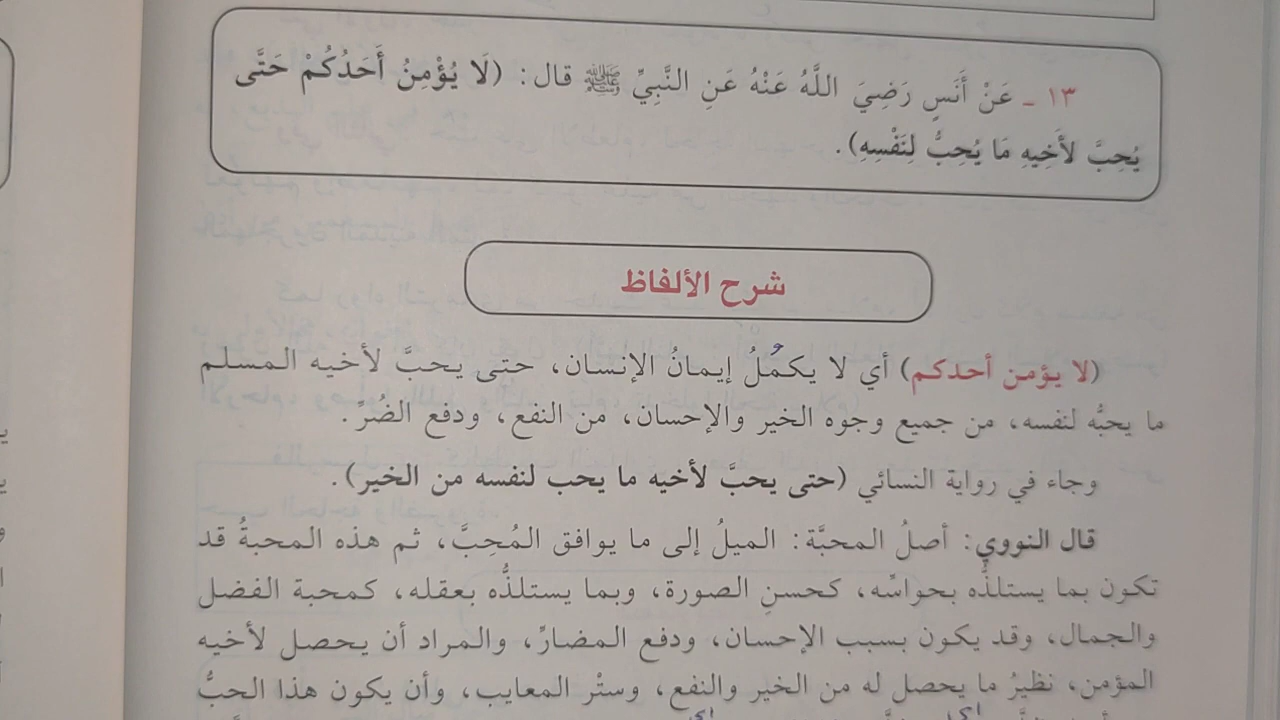 ١٣ ـ عَنْ أَنَسٍ رَضِيَ اللَّهُ عَنْهُ عَنِ النَّبِيِّ ﷺ قال: (لَا يُؤْمِنُ أَحَدُكُمْ حَتَّى
يُحِبَّ لأَخِيهِ مَا يُحِبُّ لِنَفْسِهِ).
شرح الألفاظ
(لا يؤمن أحدكم) أي لا يكمُلُ إيمانُ الإنسان، حتى يحبَّ لأخيه المسلم
ما يحبُّه لنفسه، من جميع وجوه الخير والإحسان، من النفع، ودفع الضُرِّ.
وجاء في رواية النسائي (حتى يحبَّ لأخيه ما يحب لنفسه من الخير).
قال النووي: أصلُ المحبَّة: الميلُ إلى ما يوافق المُحِبَّ، ثم هذه المحبةُ قد
تكون بما يستلذُّه بحواسِّه، كحسنِ الصورة، وبما يستلذُّه بعقله، كمحبة الفضل
والجمال، وقد يكون بسبب الإحسان، ودفع المضارِّ، والمراد أن يحصل لأخيه
المؤمن، نظيرُ ما يحصل له من الخير والنفع، وستْر المعايب، وأن يكون هذا الحبُّ